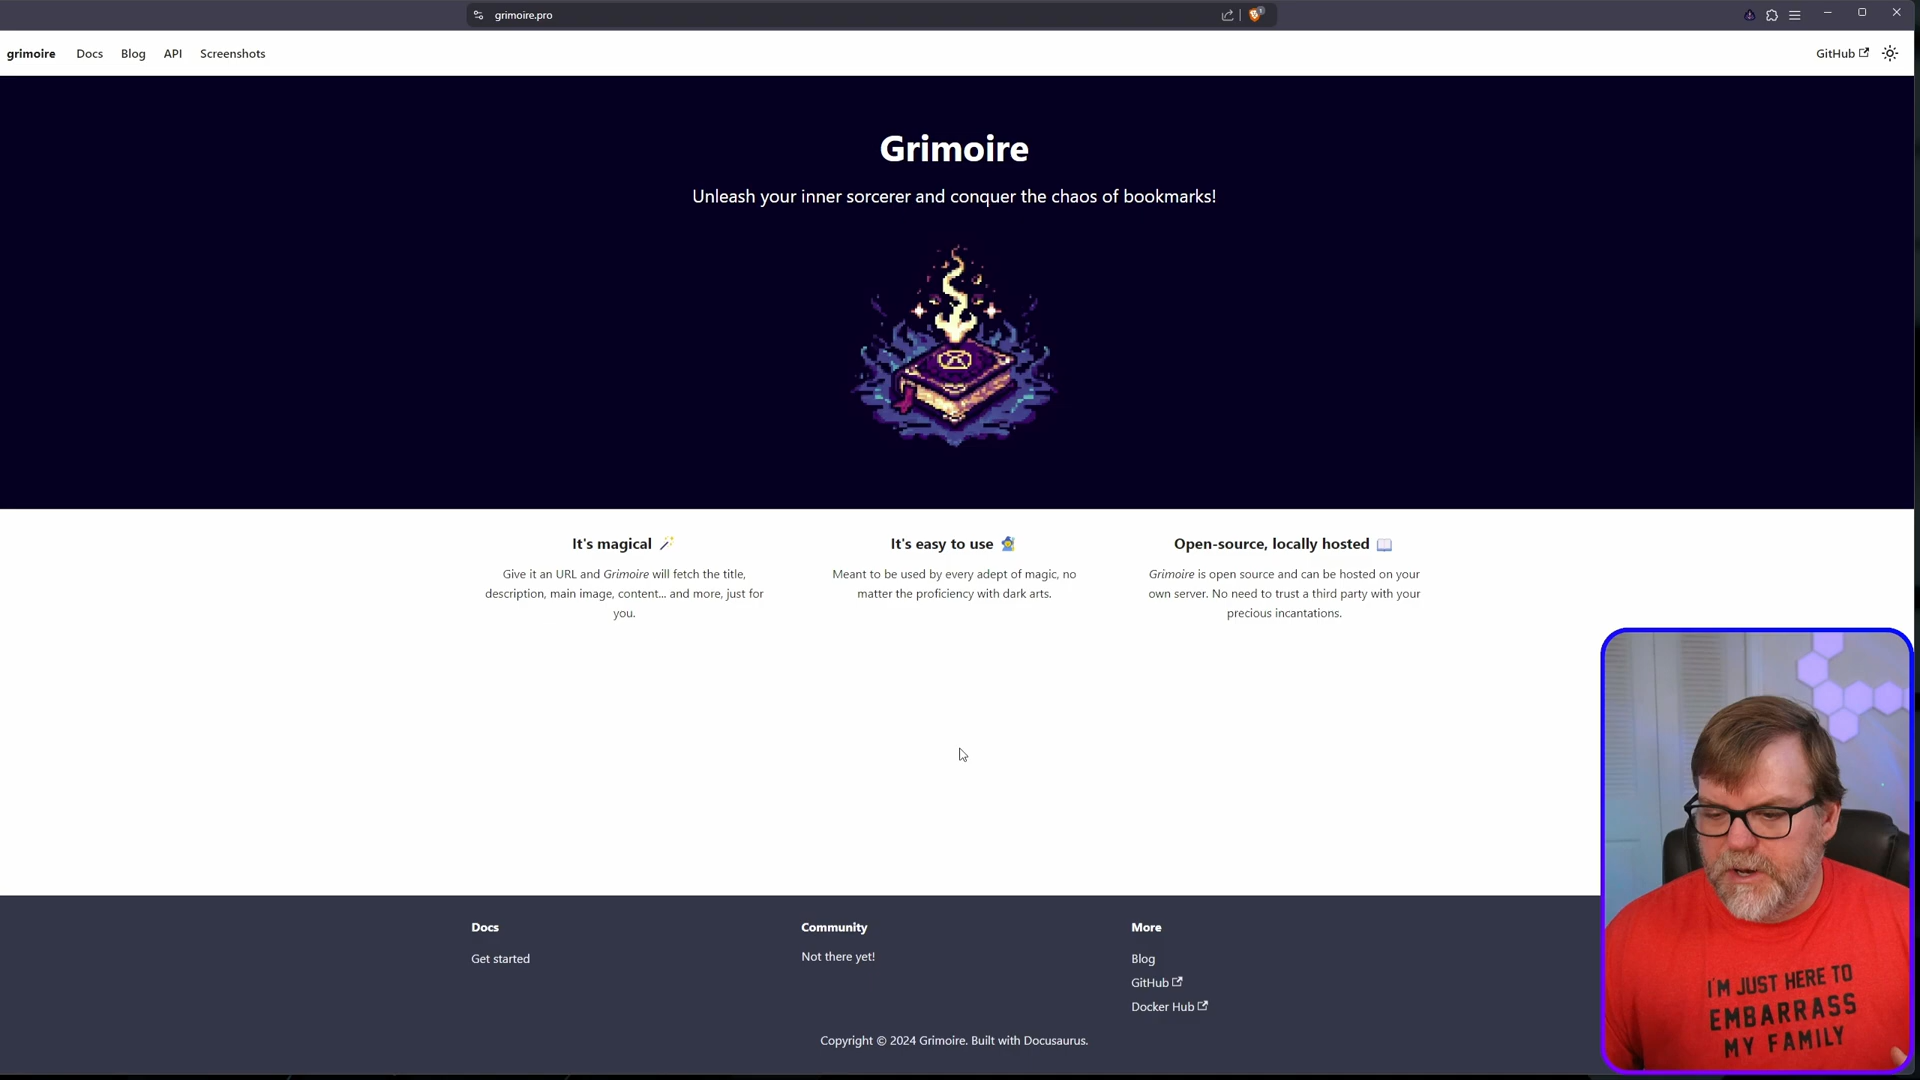 grimoire.pro
grimoire Docs Blog API Screenshots GitHub
Grimoire
Unleash your inner sorcerer and conquer the chaos of bookmarks!
It's magical
Give it an URL and Grimoire will fetch the title,
description, main image, content... and more, just for
you.
It's easy to use
Meant to be used by every adept of magic, no
matter the proficiency with dark arts.
Open-source, locally hosted
Grimoire is open source and can be hosted on your
own server. No need to trust a third party with your
precious incantations.
Docs
Get started
Community
Not there yet!
More
Blog
GitHub
Docker Hub
Copyright © 2024 Grimoire. Built with Docusaurus.
I'M JUST HERE TO
EMBARRASS
MY FAMILY